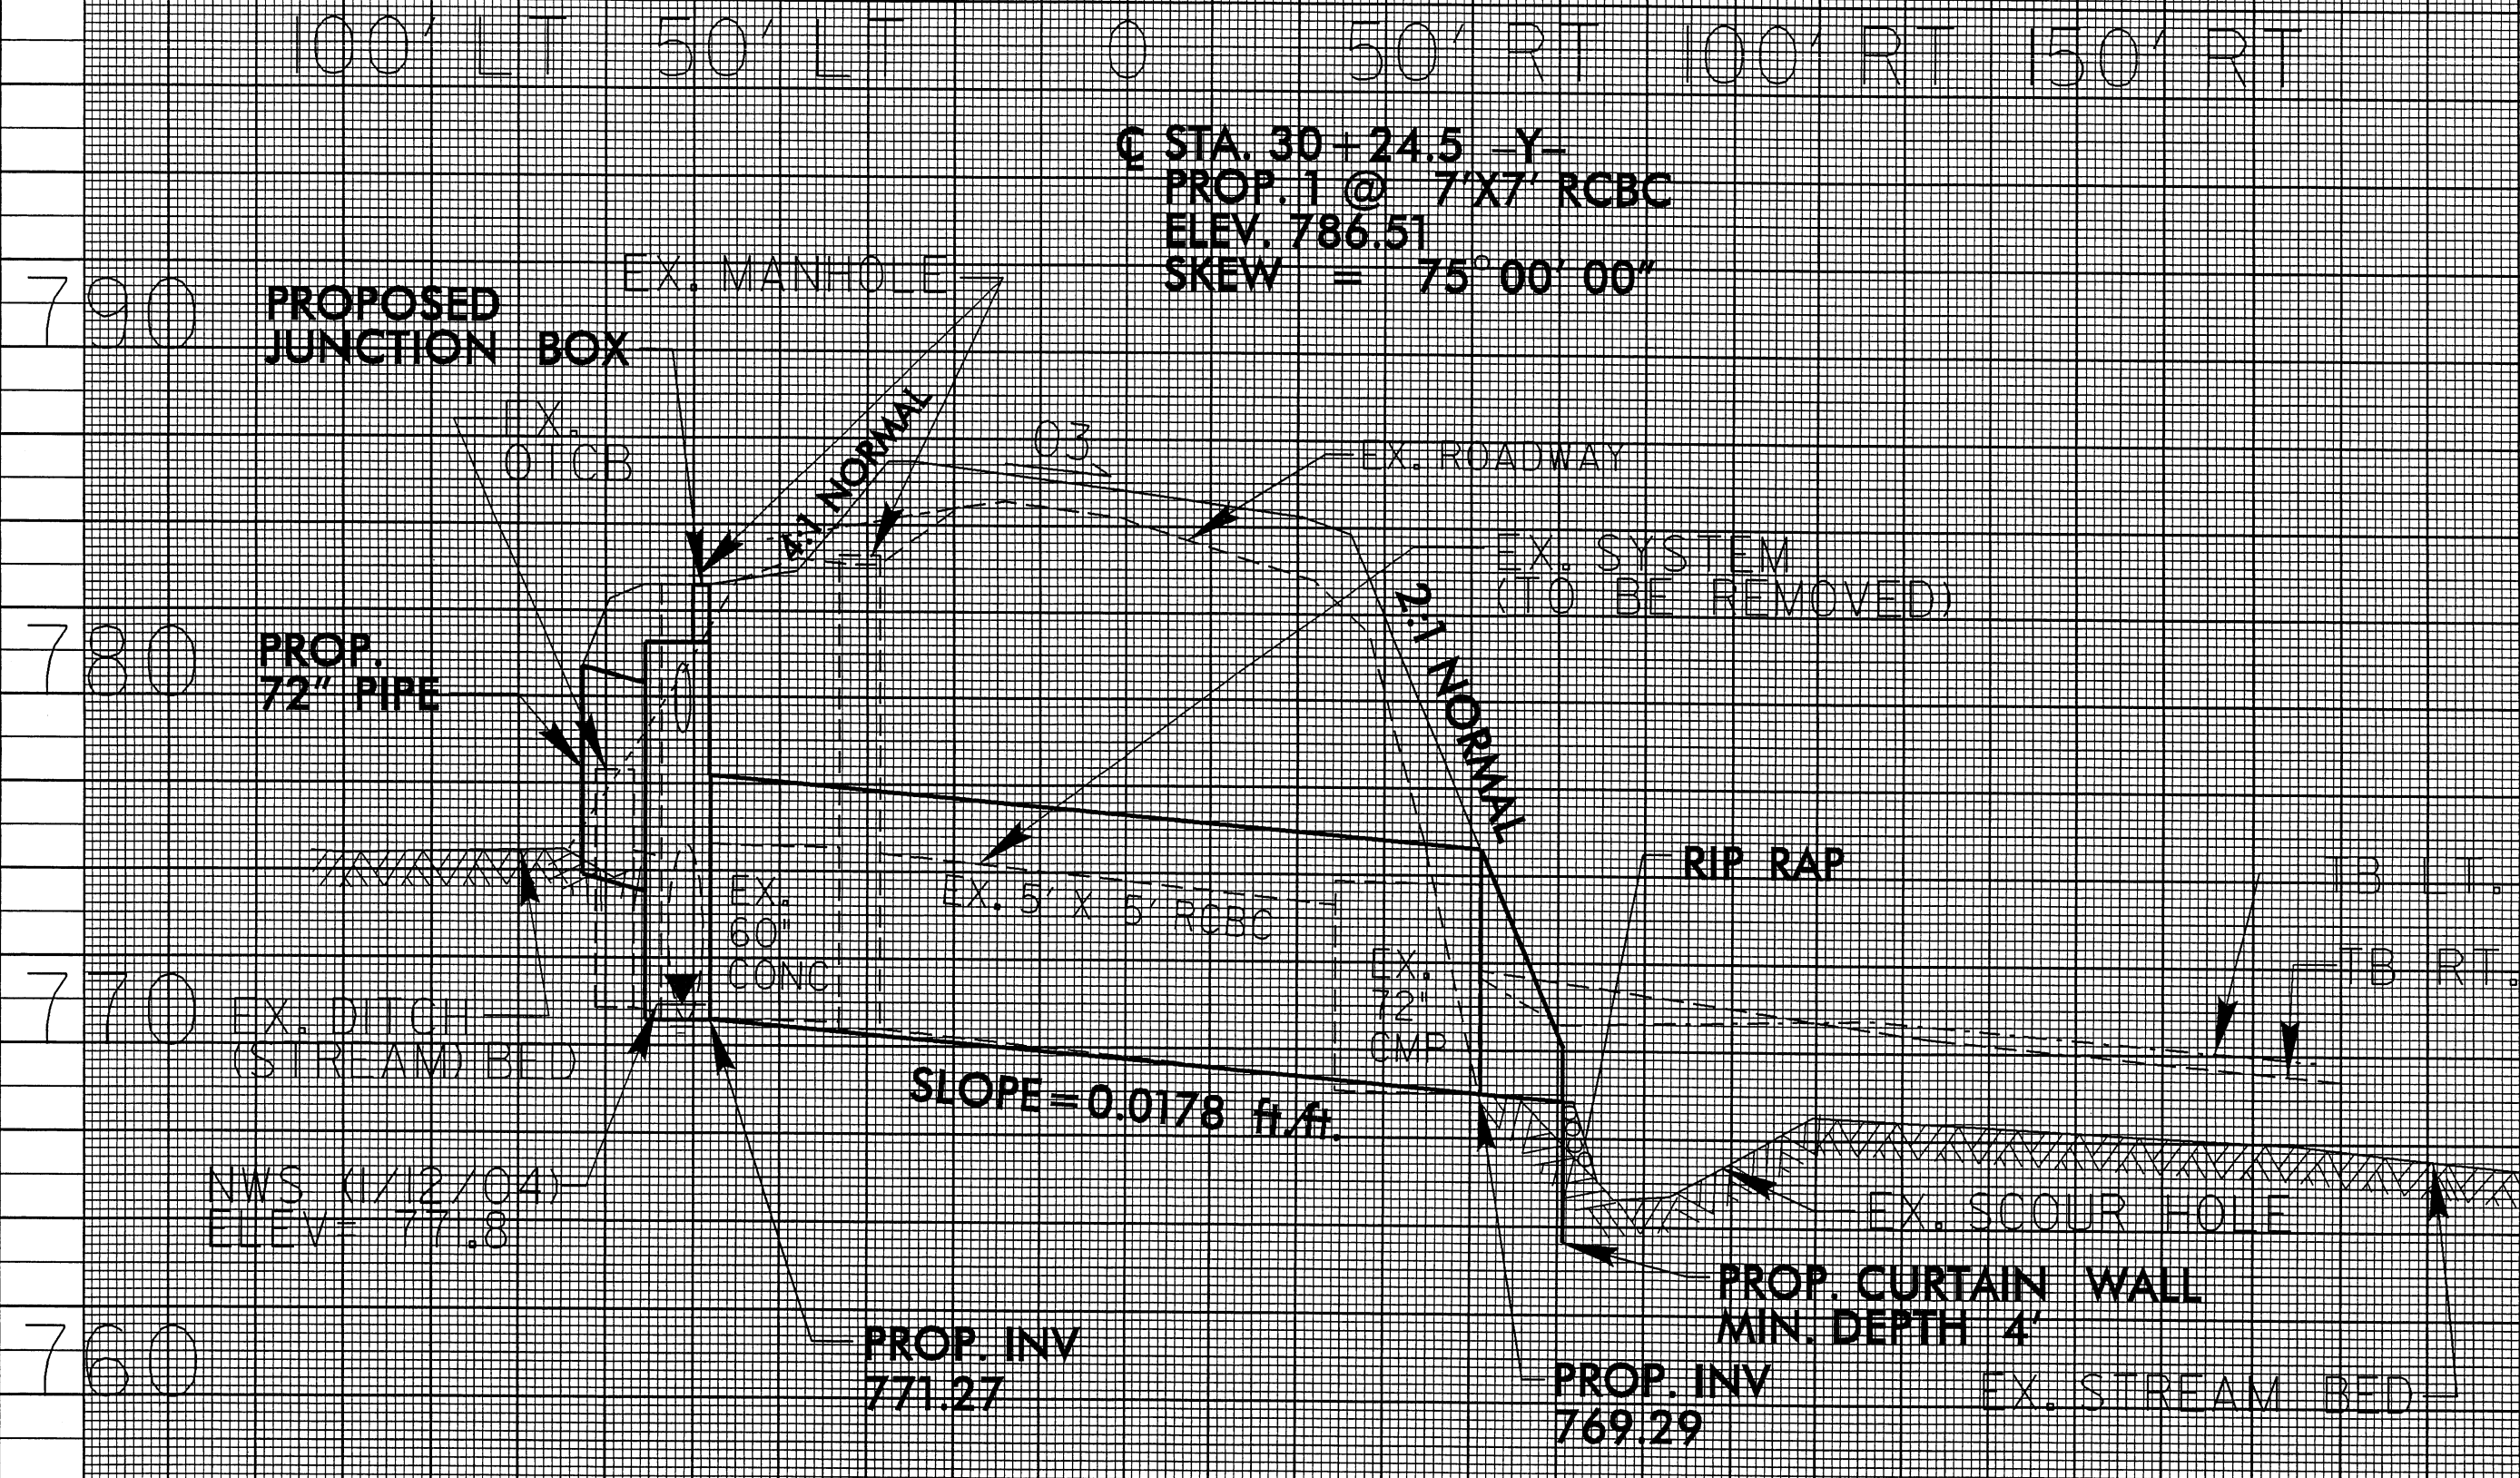 100' LT 50' LT 0 50' RT 100' RT 150' RT
℄ STA. 30+24.5 -Y-
PROP. 1 @ 7'X7' RCBC
ELEV. 786.51
SKEW = 75°00'00"
EX. MANHOLE
790
PROPOSED
JUNCTION BOX
EX.
OTCB
4:1 NORMAL
03
EX. ROADWAY
EX. SYSTEM
(TO BE REMOVED)
2:1 NORMAL
780
PROP.
72" PIPE
RIP RAP
TB LT.
EX.
60"
CONC
EX. 5' X 5' RCBC
EX.
72"
CMP
TB RT.
770
EX. DITCH
(STREAM) BED
SLOPE=0.0178 ft/ft.
NWS (1/12/04)
ELEV= 77.8
EX. SCOUR HOLE
PROP. CURTAIN WALL
MIN. DEPTH 4'
760
PROP. INV
771.27
PROP. INV
769.29
EX. STREAM BED